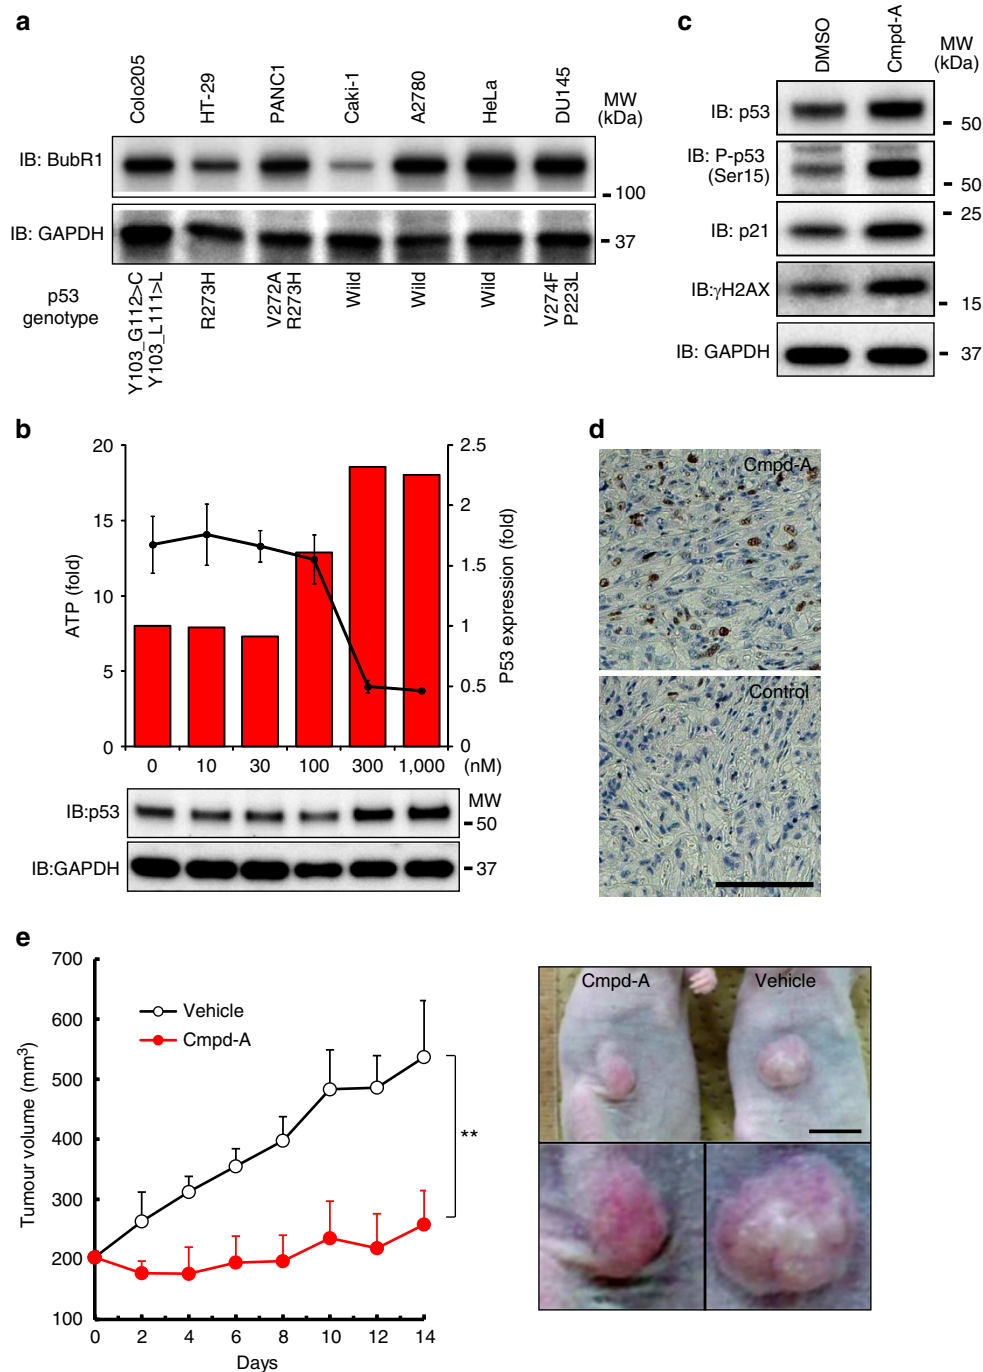 a
Colo205 HT-29 PANC1 Caki-1 A2780 HeLa DU145 MW (kDa)
IB: BubR1
100
IB: GAPDH
37
p53 genotype
Y103_G112>C
Y103_L111>L
R273H
V272A
R273H
Wild
Wild
Wild
V274F
P223L
c
DMSO Cmpd-A MW (kDa)
IB: p53
50
IB: P-p53
(Ser15)
50
25
IB: p21
IB:γH2AX
15
IB: GAPDH
37
b
20 2.5
15 2
10 1.5
5 1
0 0.5
0
ATP (fold)
P53 expression (fold)
0 10 30 100 300 1,000 (nM)
MW
IB:p53
50
IB:GAPDH
37
d
Cmpd-A
Control
e
700
600
500
400
300
200
100
Tumour volume (mm³)
Vehicle
Cmpd-A
**
0 2 4 6 8 10 12 14
Days
Cmpd-A Vehicle